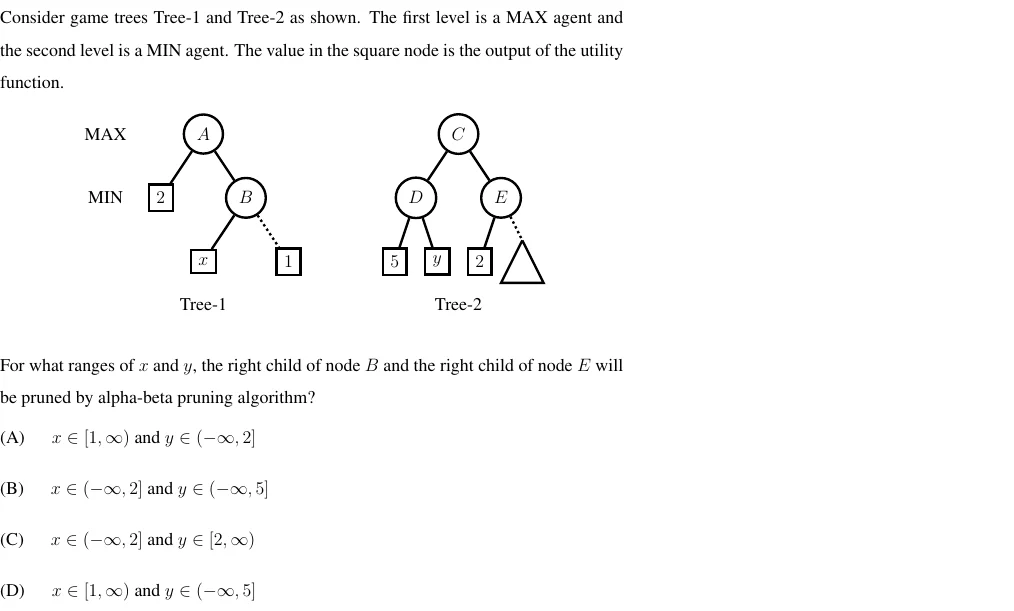 Consider game trees Tree-1 and Tree-2 as shown. The first level is a MAX agent and
the second level is a MIN agent. The value in the square node is the output of the utility
function.
MAX A C
MIN 2 B D E
x 1 5 y 2
Tree-1 Tree-2
For what ranges of x and y, the right child of node B and the right child of node E will
be pruned by alpha-beta pruning algorithm?
(A) x ∈ [1, ∞) and y ∈ (−∞, 2]
(B) x ∈ (−∞, 2] and y ∈ (−∞, 5]
(C) x ∈ (−∞, 2] and y ∈ [2, ∞)
(D) x ∈ [1, ∞) and y ∈ (−∞, 5]